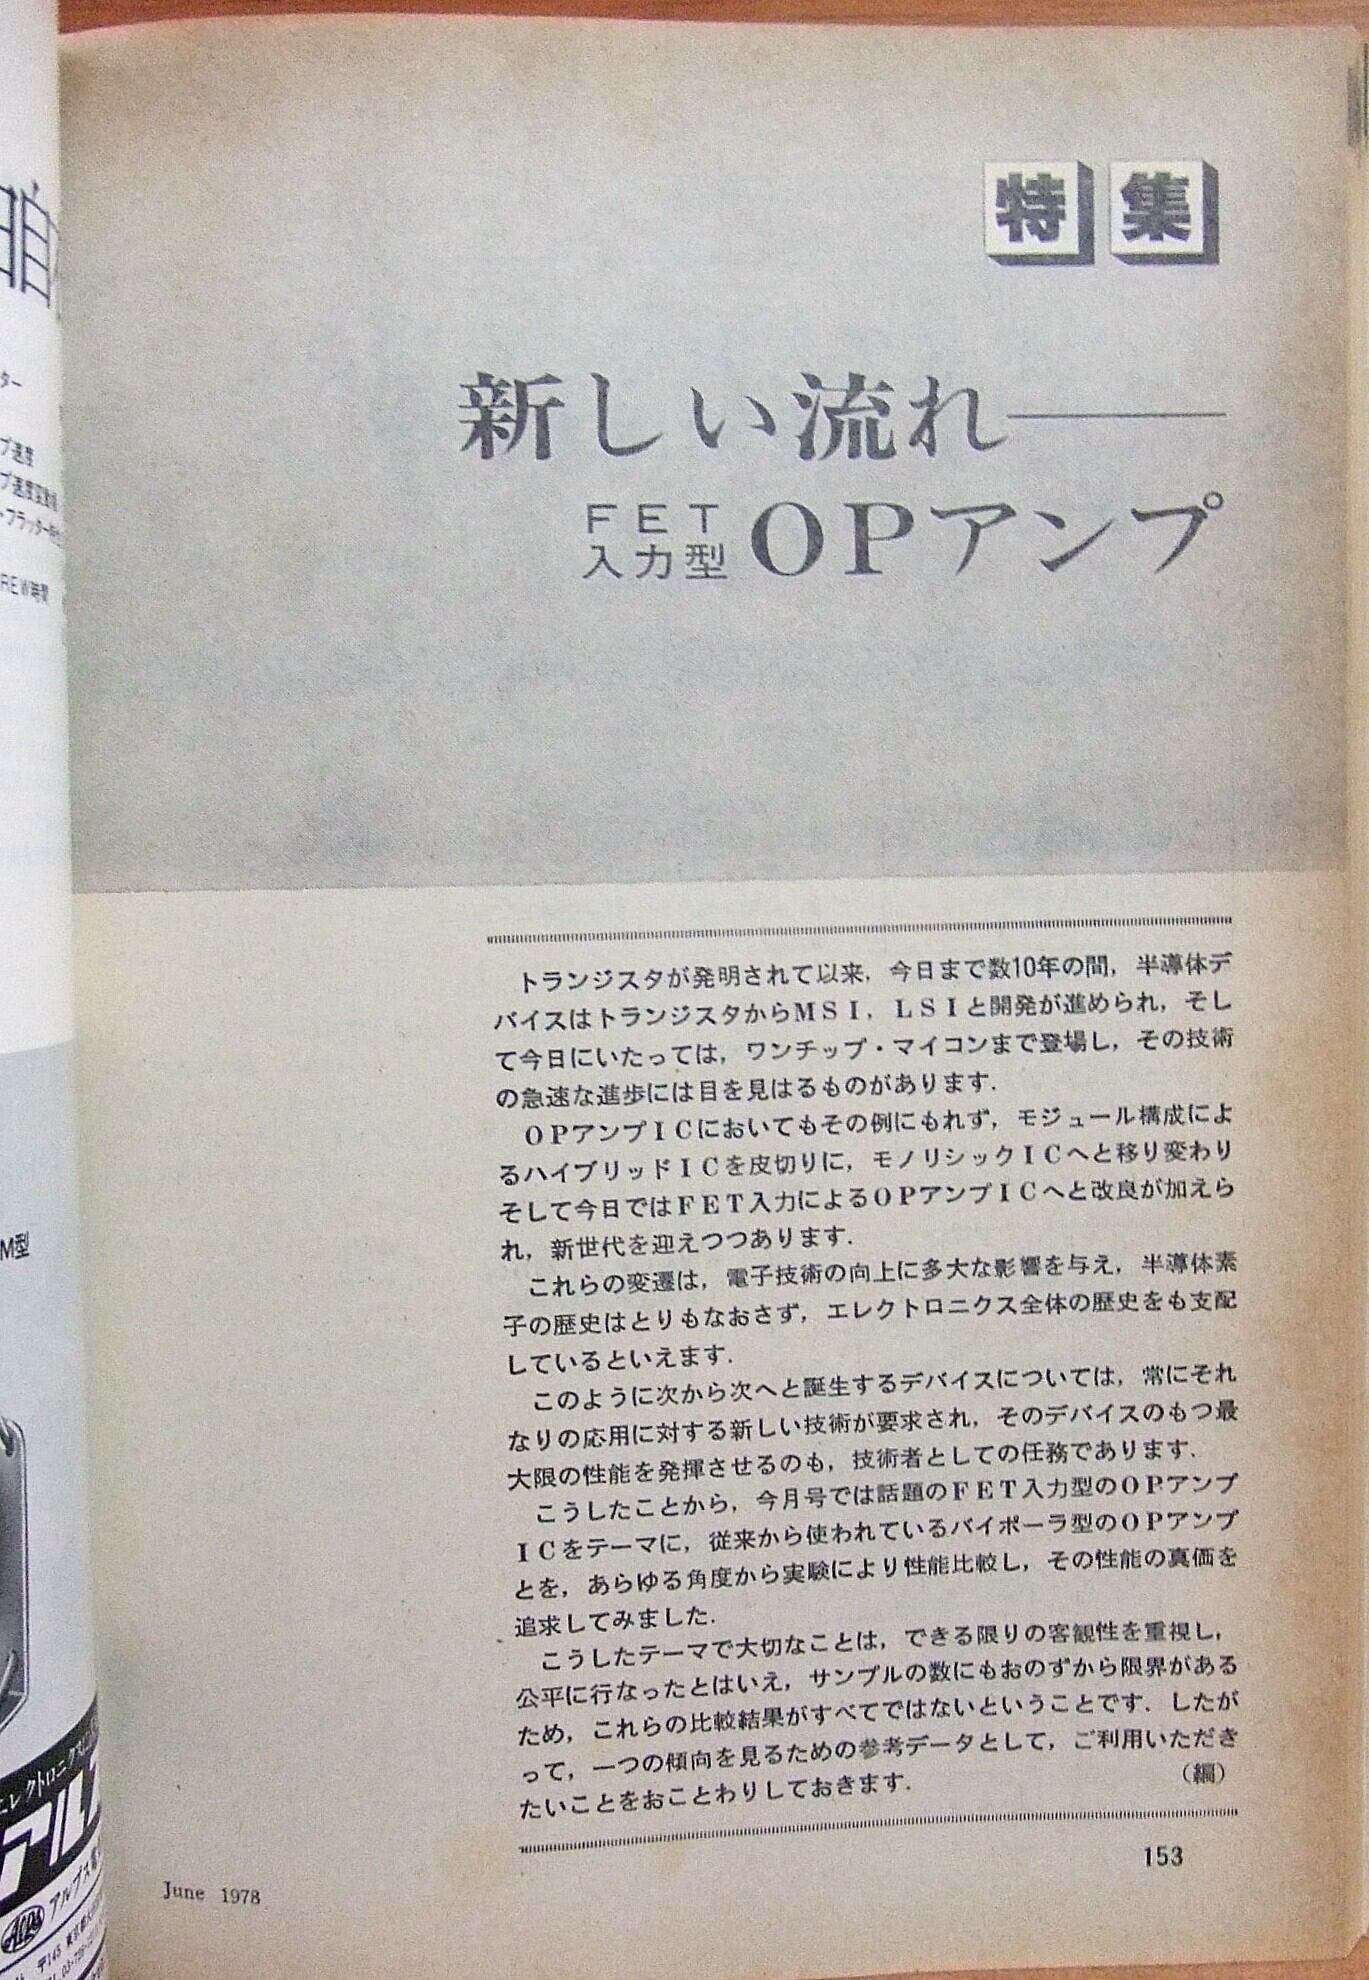 特集
新しい流れ――
FET
入力型 OPアンプ
トランジスタが発明されて以来，今日まで数10年の間，半導体デ
バイスはトランジスタからMSI，LSIと開発が進められ，そし
て今日にいたっては，ワンチップ・マイコンまで登場し，その技術
の急速な進歩には目を見はるものがあります．
OPアンプICにおいてもその例にもれず，モジュール構成によ
るハイブリッドICを皮切りに，モノリシックICへと移り変わり
そして今日ではFET入力によるOPアンプICへと改良が加えら
れ，新世代を迎えつつあります．
これらの変遷は，電子技術の向上に多大な影響を与え，半導体素
子の歴史はとりもなおさず，エレクトロニクス全体の歴史をも支配
しているといえます．
このように次から次へと誕生するデバイスについては，常にそれ
なりの応用に対する新しい技術が要求され，そのデバイスのもつ最
大限の性能を発揮させるのも，技術者としての任務であります．
こうしたことから，今月号では話題のFET入力型のOPアンプ
ICをテーマに，従来から使われているバイポーラ型のOPアンプ
とを，あらゆる角度から実験により性能比較し，その性能の真価を
追求してみました．
こうしたテーマで大切なことは，できる限りの客観性を重視し，
公平に行なったとはいえ，サンプルの数にもおのずから限界がある
ため，これらの比較結果がすべてではないということです．したが
って，一つの傾向を見るための参考データとして，ご利用いただき
たいことをおことわりしておきます． （編）
153
June 1978
ター
プ速度
REW時間
M型
アルプス
〒145